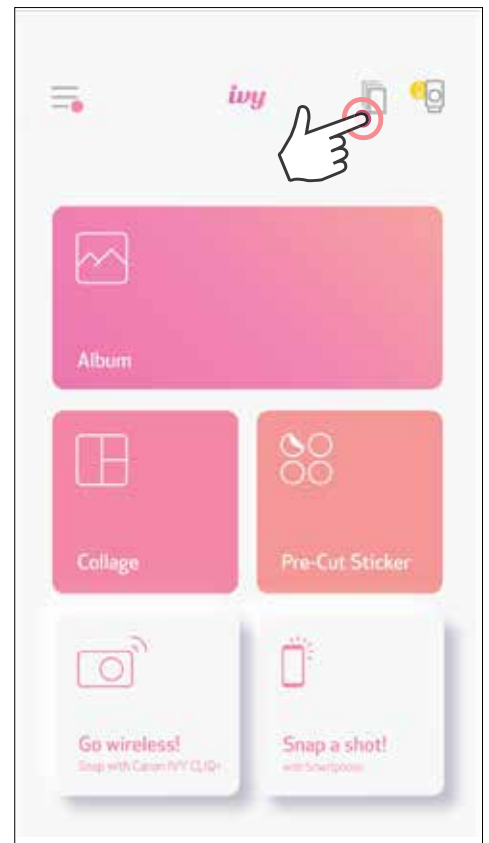 ivy
Album
Collage
Pre-Cut Sticker
Go wireless!
Snap with Canon IVY CLIQ+
Snap a shot!
with Smartphone